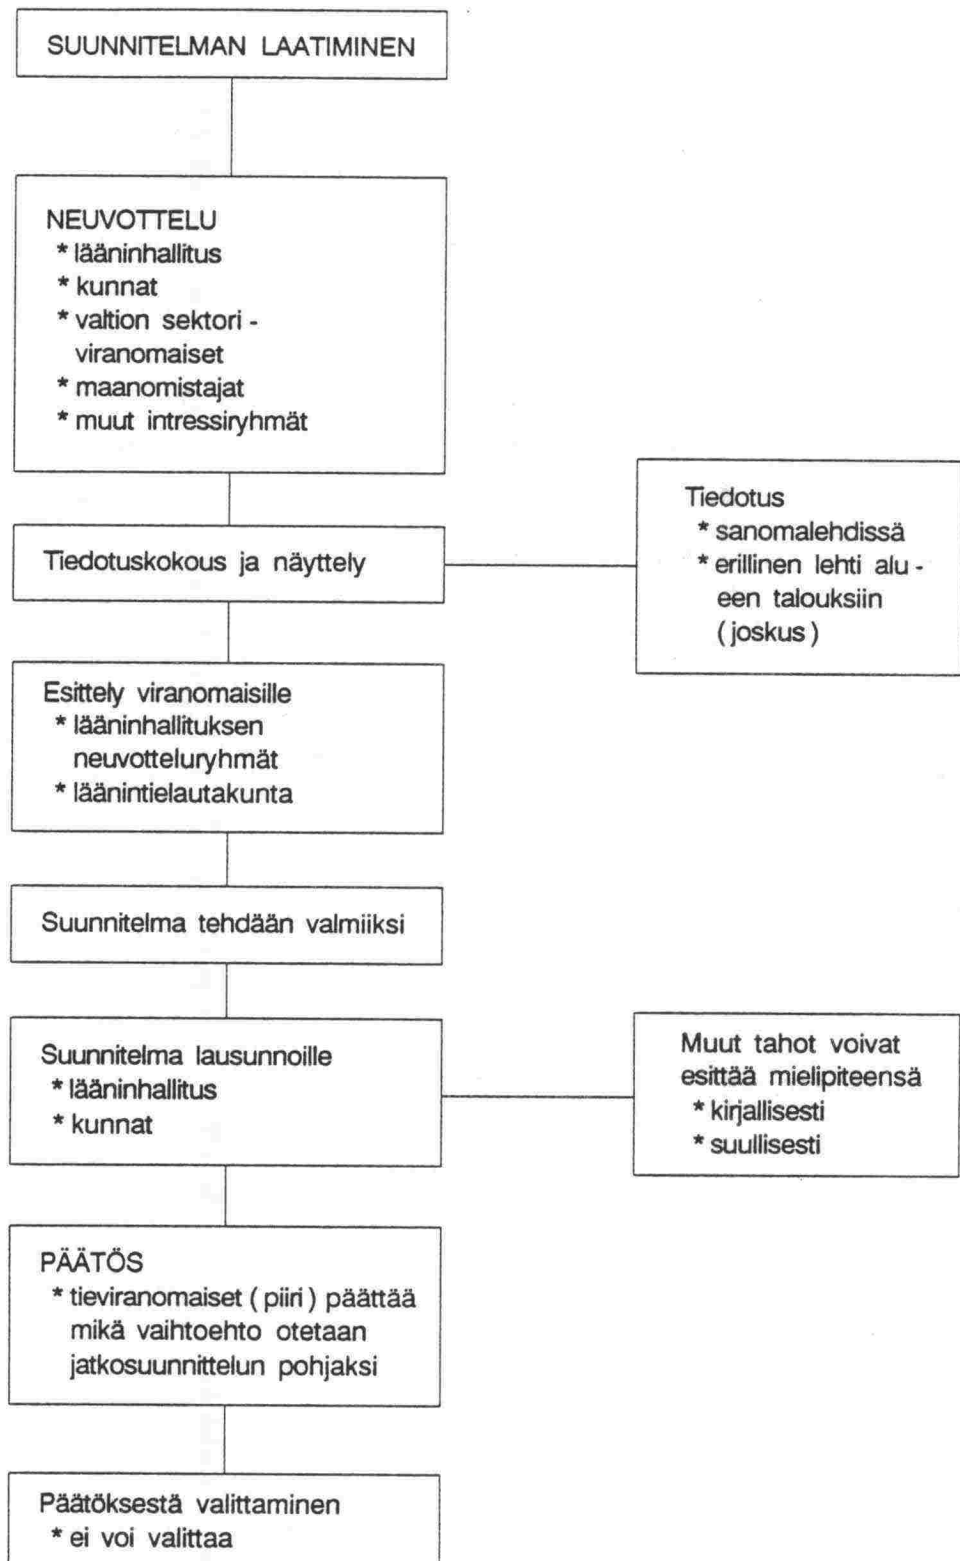 SUUNNITELMAN LAATIMINEN
NEUVOTTELU
* lääninhallitus
* kunnat
* valtion sektori -
viranomaiset
* maanomistajat
* muut intressiryhmät
Tiedotuskokous ja näyttely
Tiedotus
* sanomalehdissä
* erillinen lehti alu -
een talouksiin
( joskus )
Esittely viranomaisille
* lääninhallituksen
neuvotteluryhmät
* läänintielautakunta
Suunnitelma tehdään valmiiksi
Suunnitelma lausunnoille
* lääninhallitus
* kunnat
Muut tahot voivat
esittää mielipiteensä
* kirjallisesti
* suullisesti
PÄÄTÖS
* tieviranomaiset ( piiri ) päättää
mikä vaihtoehto otetaan
jatkosuunnittelun pohjaksi
Päätöksestä valittaminen
* ei voi valittaa